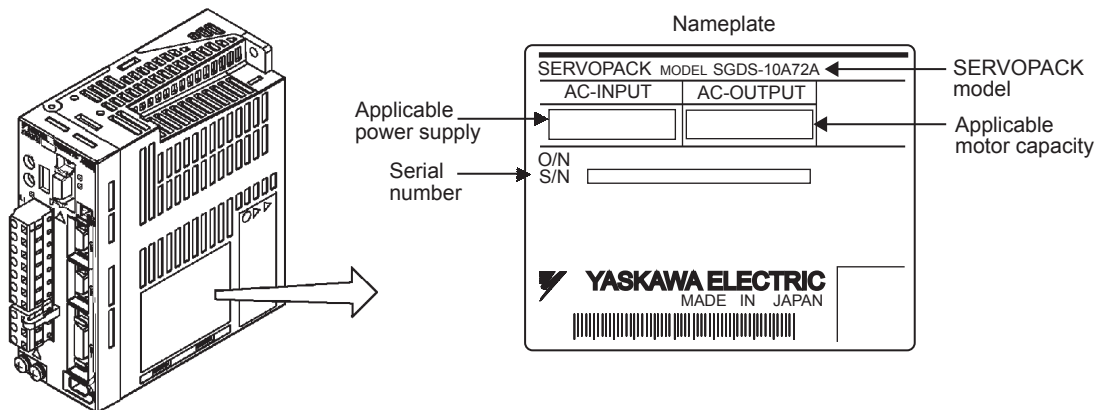 Nameplate
SERVOPACK MODEL SGDS-10A72A
SERVOPACK
model
AC-INPUT
AC-OUTPUT
Applicable
power supply
Applicable
motor capacity
O/N
S/N
Serial
number
YASKAWA ELECTRIC
MADE IN JAPAN